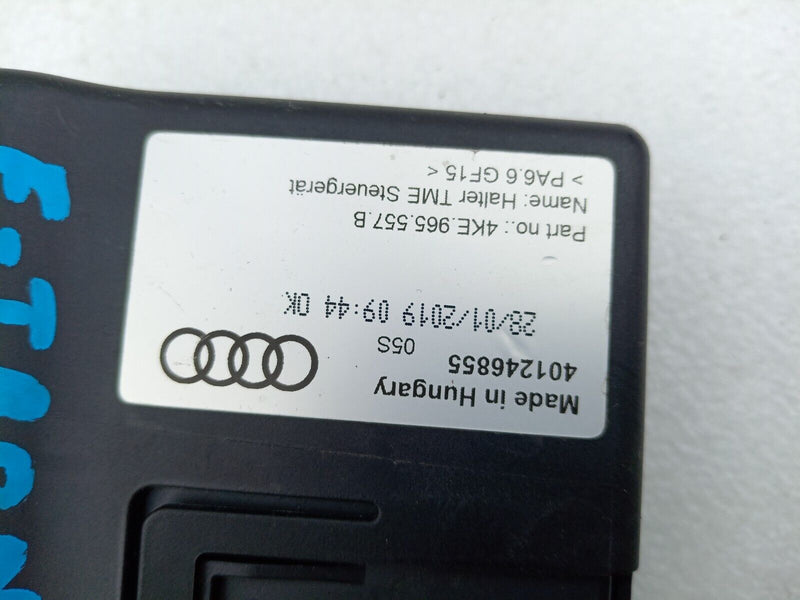 Made in Hungary
401246855
05S
28/01/2019 09:44 OK
Part no.: 4KE.965.557.B
Name: Halter TME Steuergerät
> PA6.6 GF15 <
E-TRON